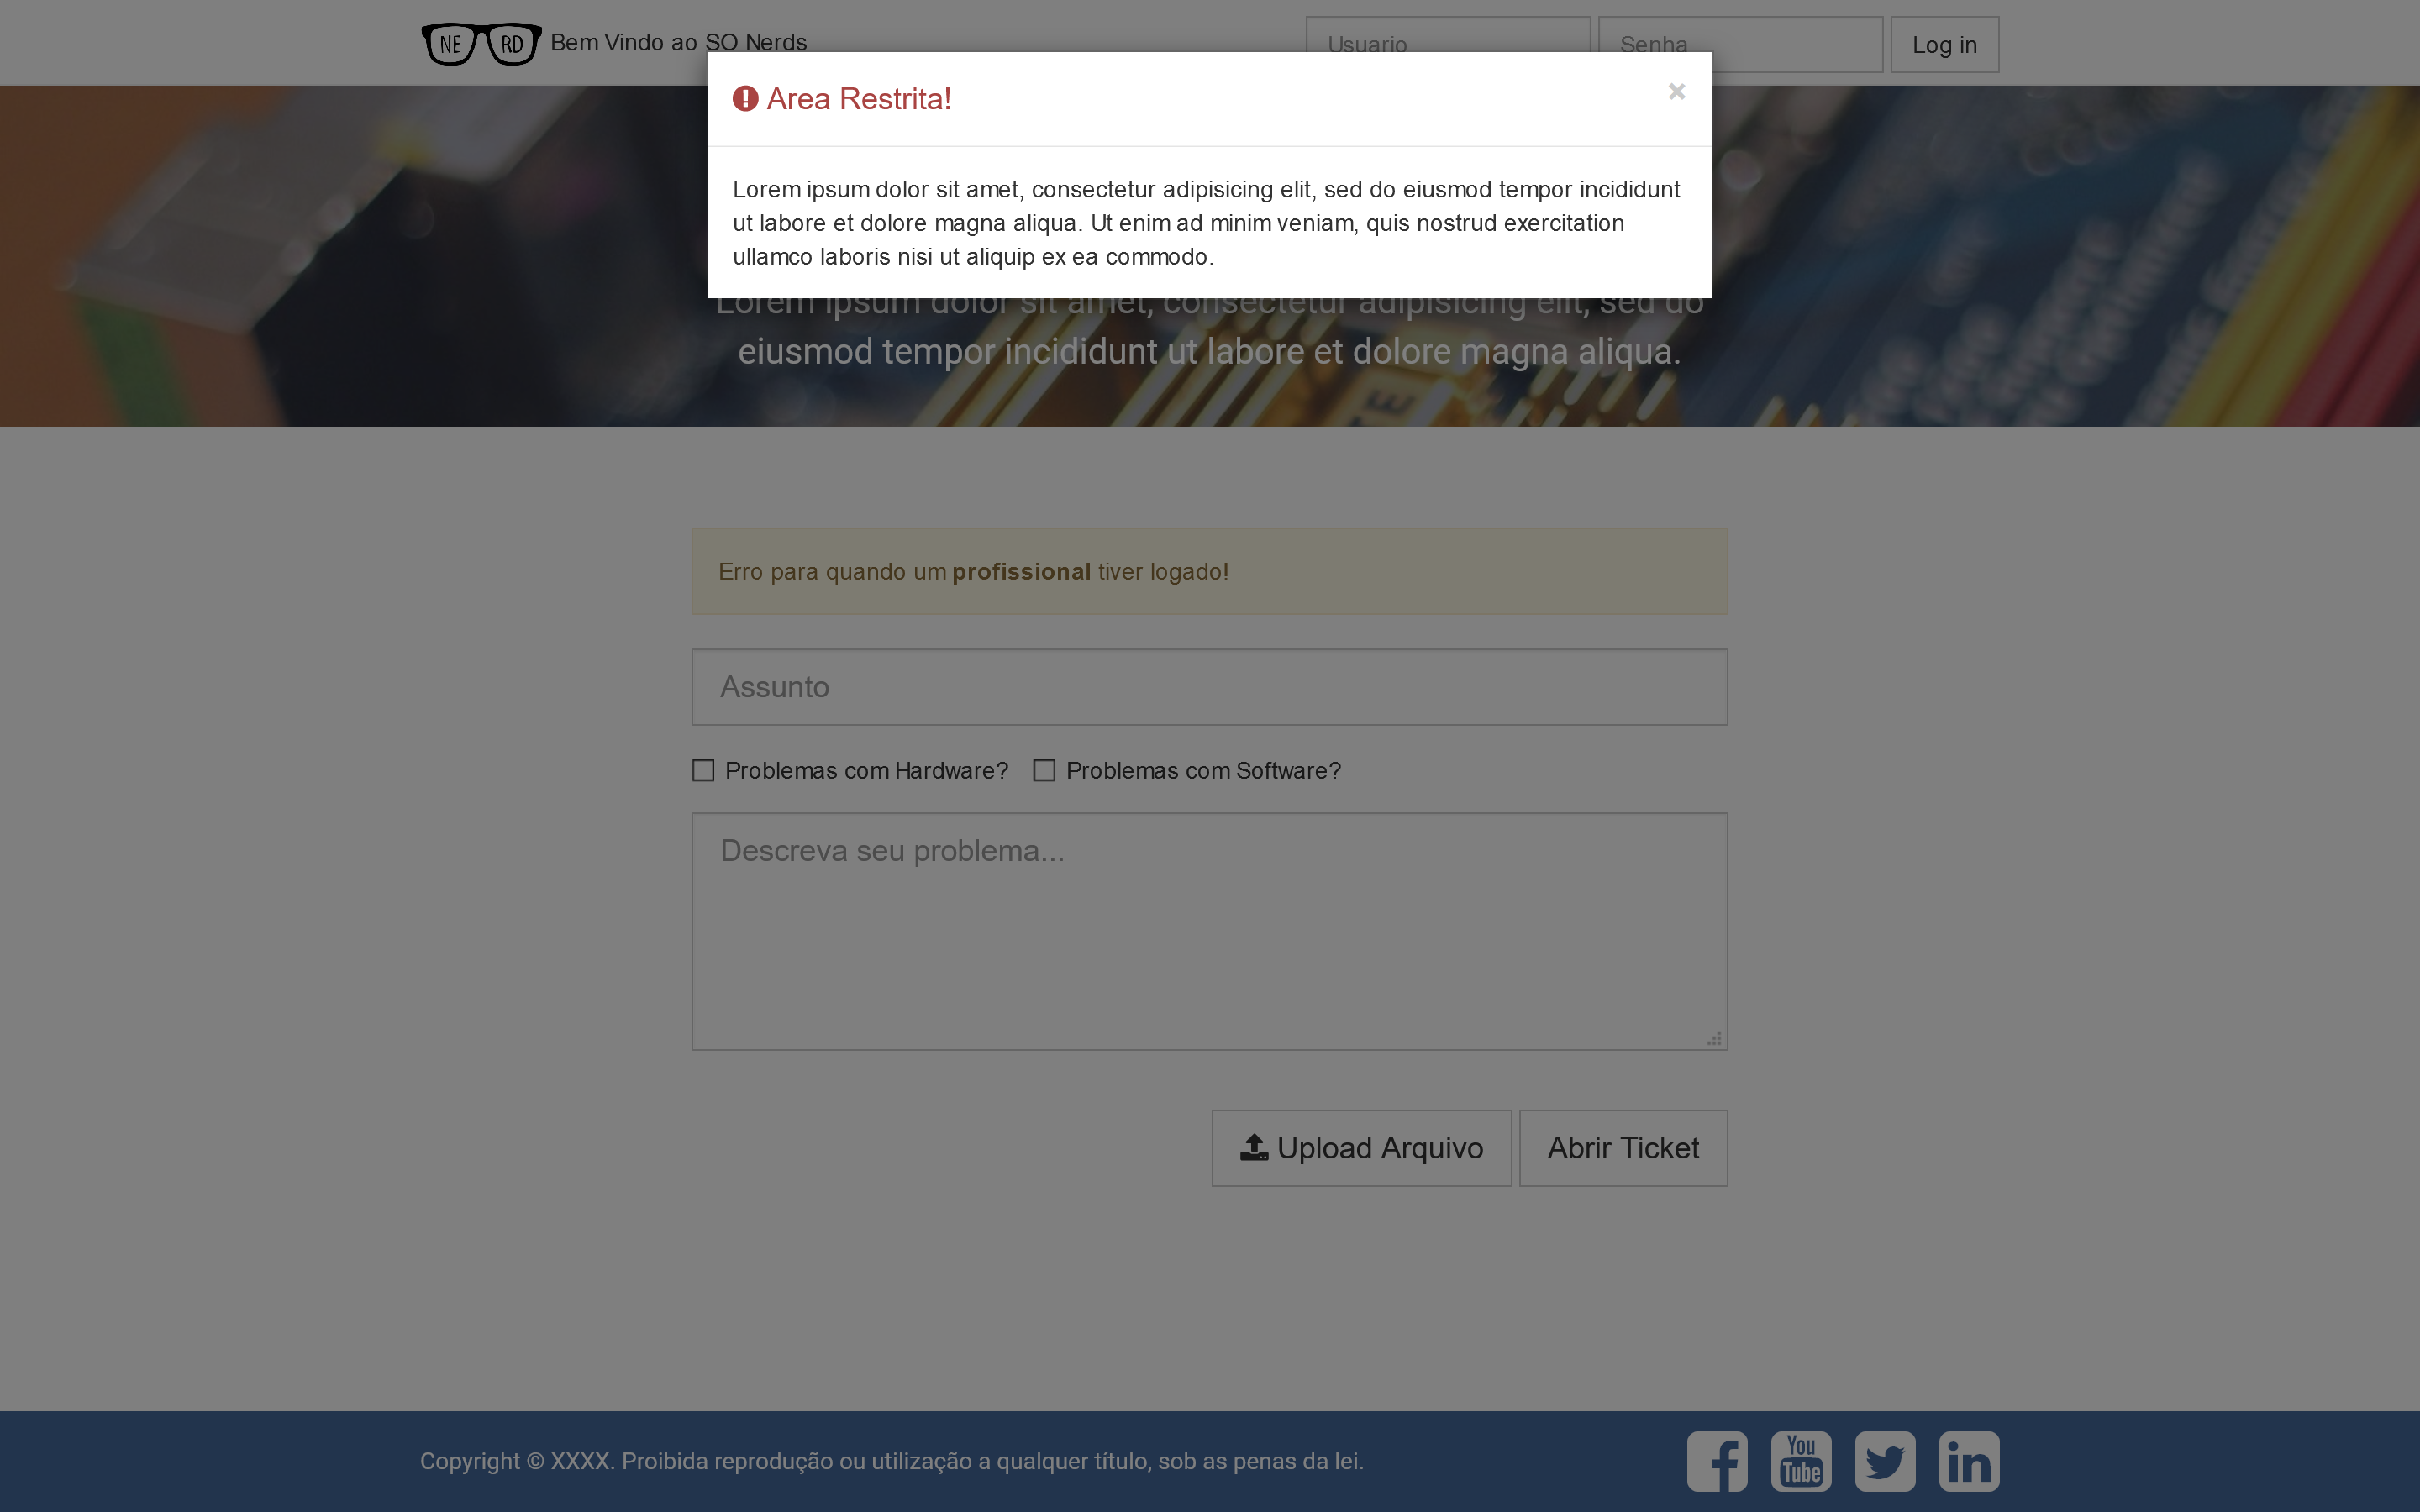 NE RD Bem Vindo ao SO Nerds
Usuario
Senha
Log in
Area Restrita!
×
Lorem ipsum dolor sit amet, consectetur adipisicing elit, sed do eiusmod tempor incididunt
ut labore et dolore magna aliqua. Ut enim ad minim veniam, quis nostrud exercitation
ullamco laboris nisi ut aliquip ex ea commodo.
Lorem ipsum dolor sit amet, consectetur adipisicing elit, sed do
eiusmod tempor incididunt ut labore et dolore magna aliqua.
Erro para quando um profissional tiver logado!
Assunto
Problemas com Hardware?
Problemas com Software?
Descreva seu problema...
Upload Arquivo
Abrir Ticket
Copyright © XXXX. Proibida reprodução ou utilização a qualquer título, sob as penas da lei.
You
Tube
in